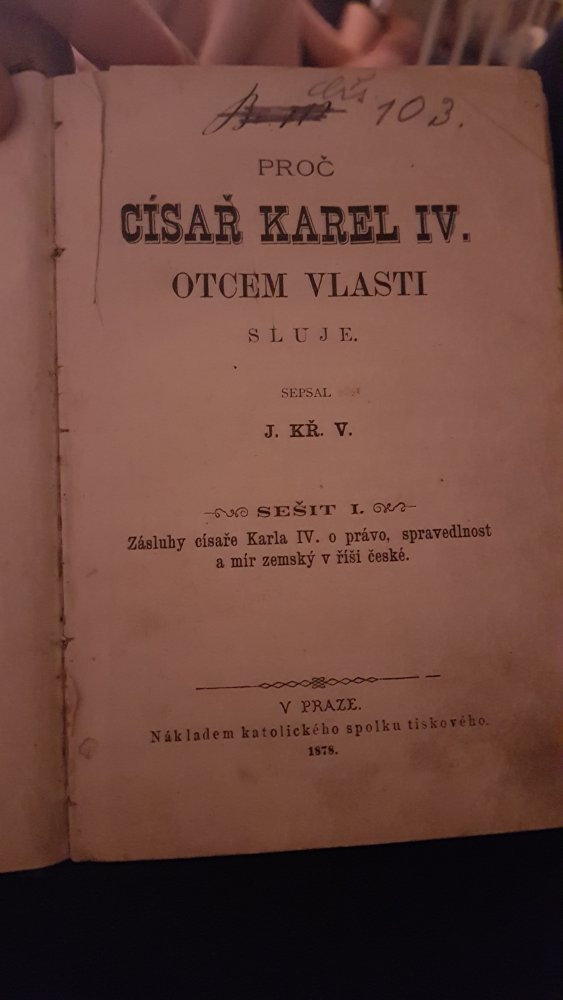 103.
PROČ
CÍSAŘ KAREL IV.
OTCEM VLASTI
SLUJE.
SEPSAL
J. KŘ. V.
SEŠIT I.
Zásluhy císaře Karla IV. o právo, spravedlnost
a mír zemský v říši české.
V PRAZE.
Nákladem katolického spolku tiskového.
1878.